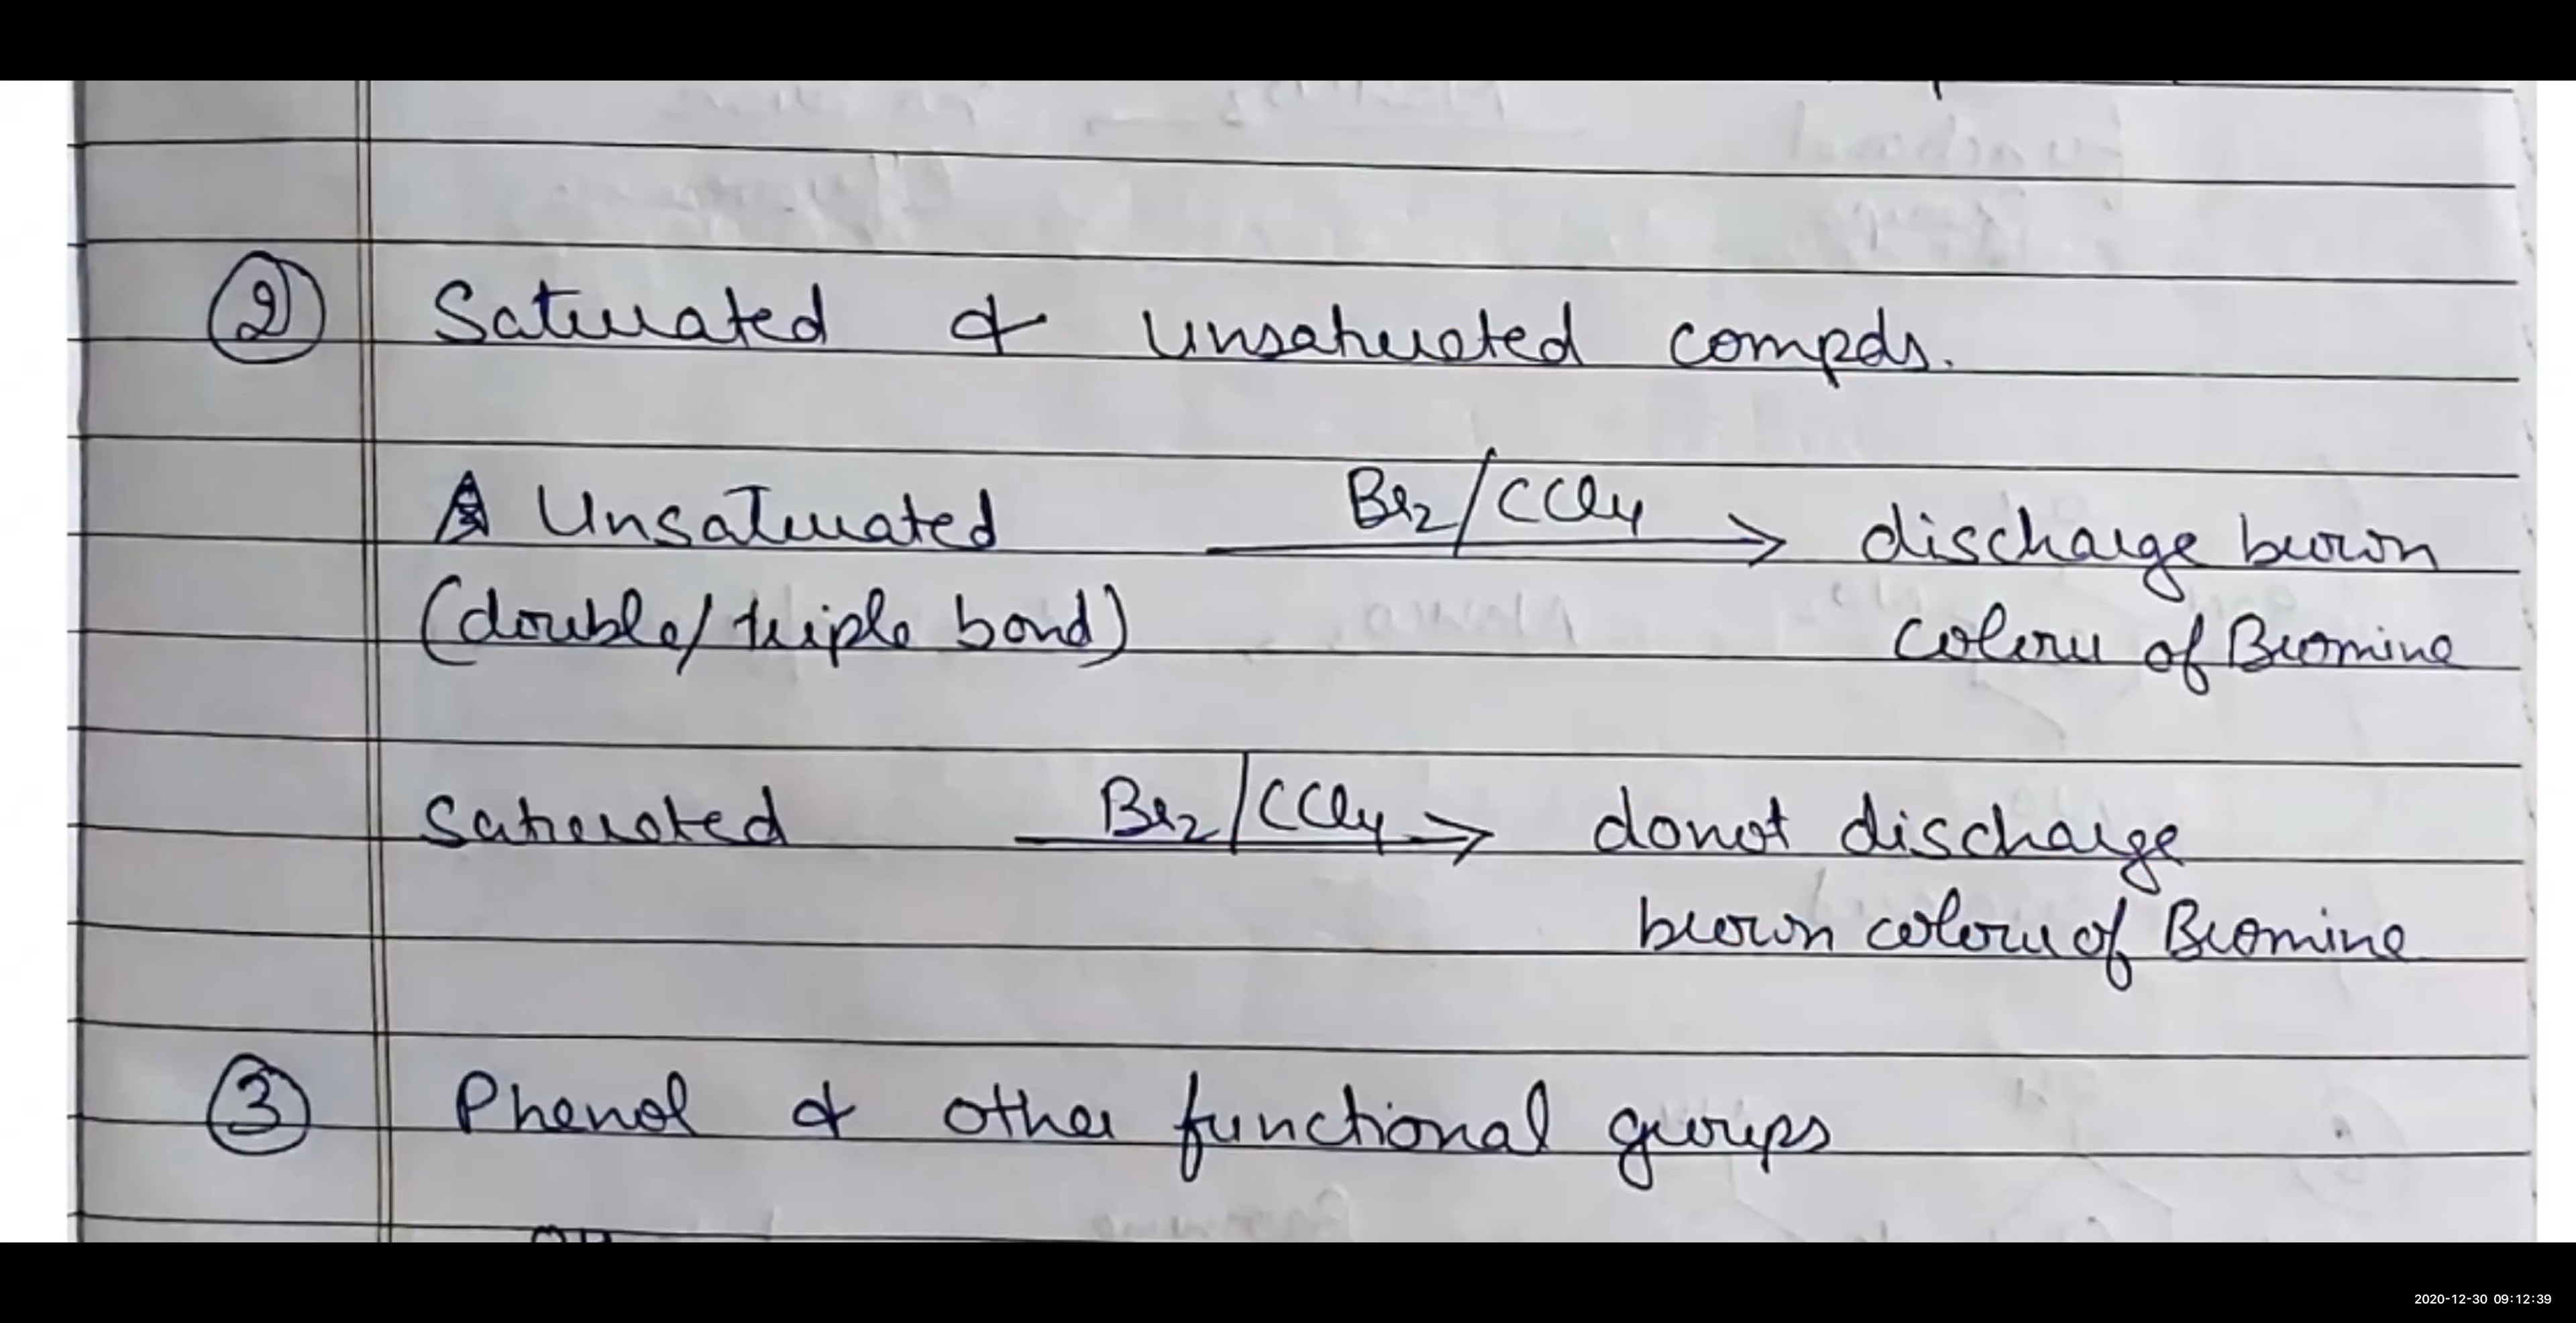 ② Saturated & Unsaturated compds.
Unsaturated Br₂/CCl₄ → discharge brown
(double/triple bond) colour of Bromine
Saturated Br₂/CCl₄ → donot discharge
brown colour of Bromine
③ Phenol & other functional groups
2020-12-30 09:12:39